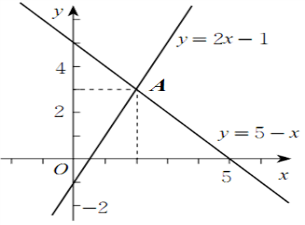 y
y = 2x − 1
4
A
2
y = 5 − x
O
5
x
−2